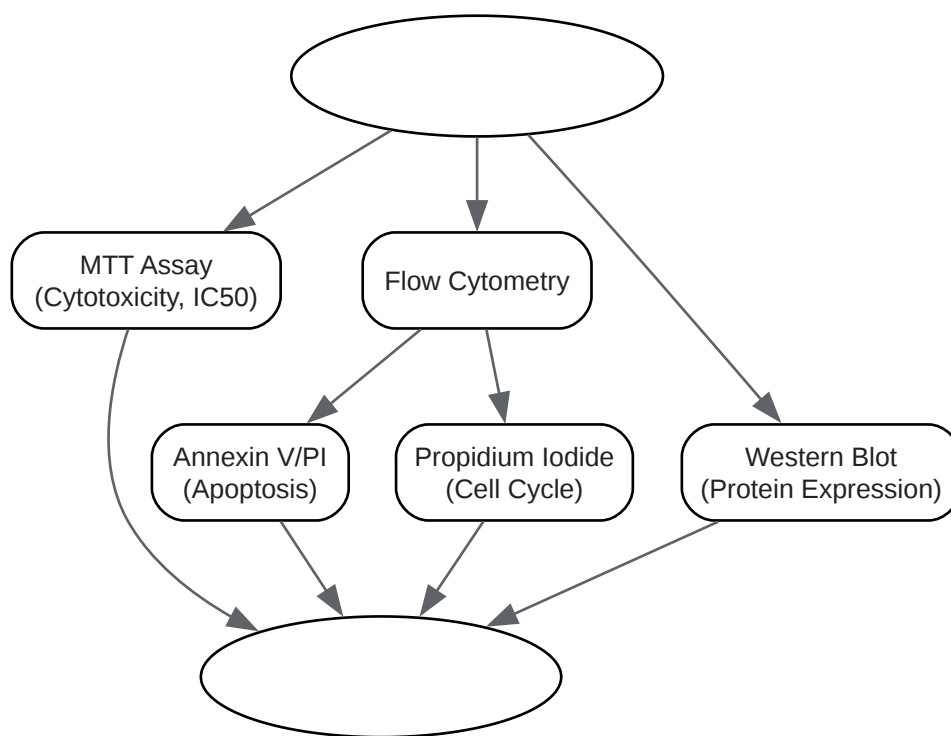 MTT Assay
(Cytotoxicity, IC50)
Flow Cytometry
Annexin V/PI
(Apoptosis)
Propidium Iodide
(Cell Cycle)
Western Blot
(Protein Expression)